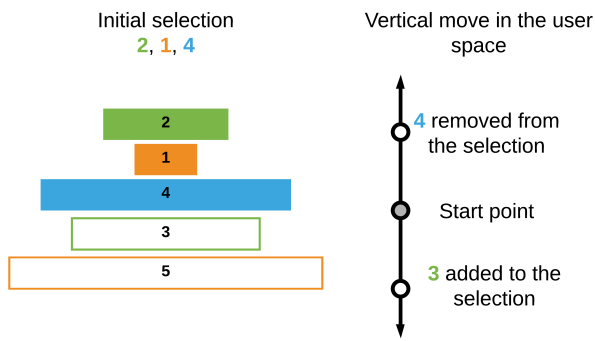 Initial selection
2, 1, 4
2
1
4
3
5
Vertical move in the user
space
4 removed from
the selection
Start point
3 added to the
selection